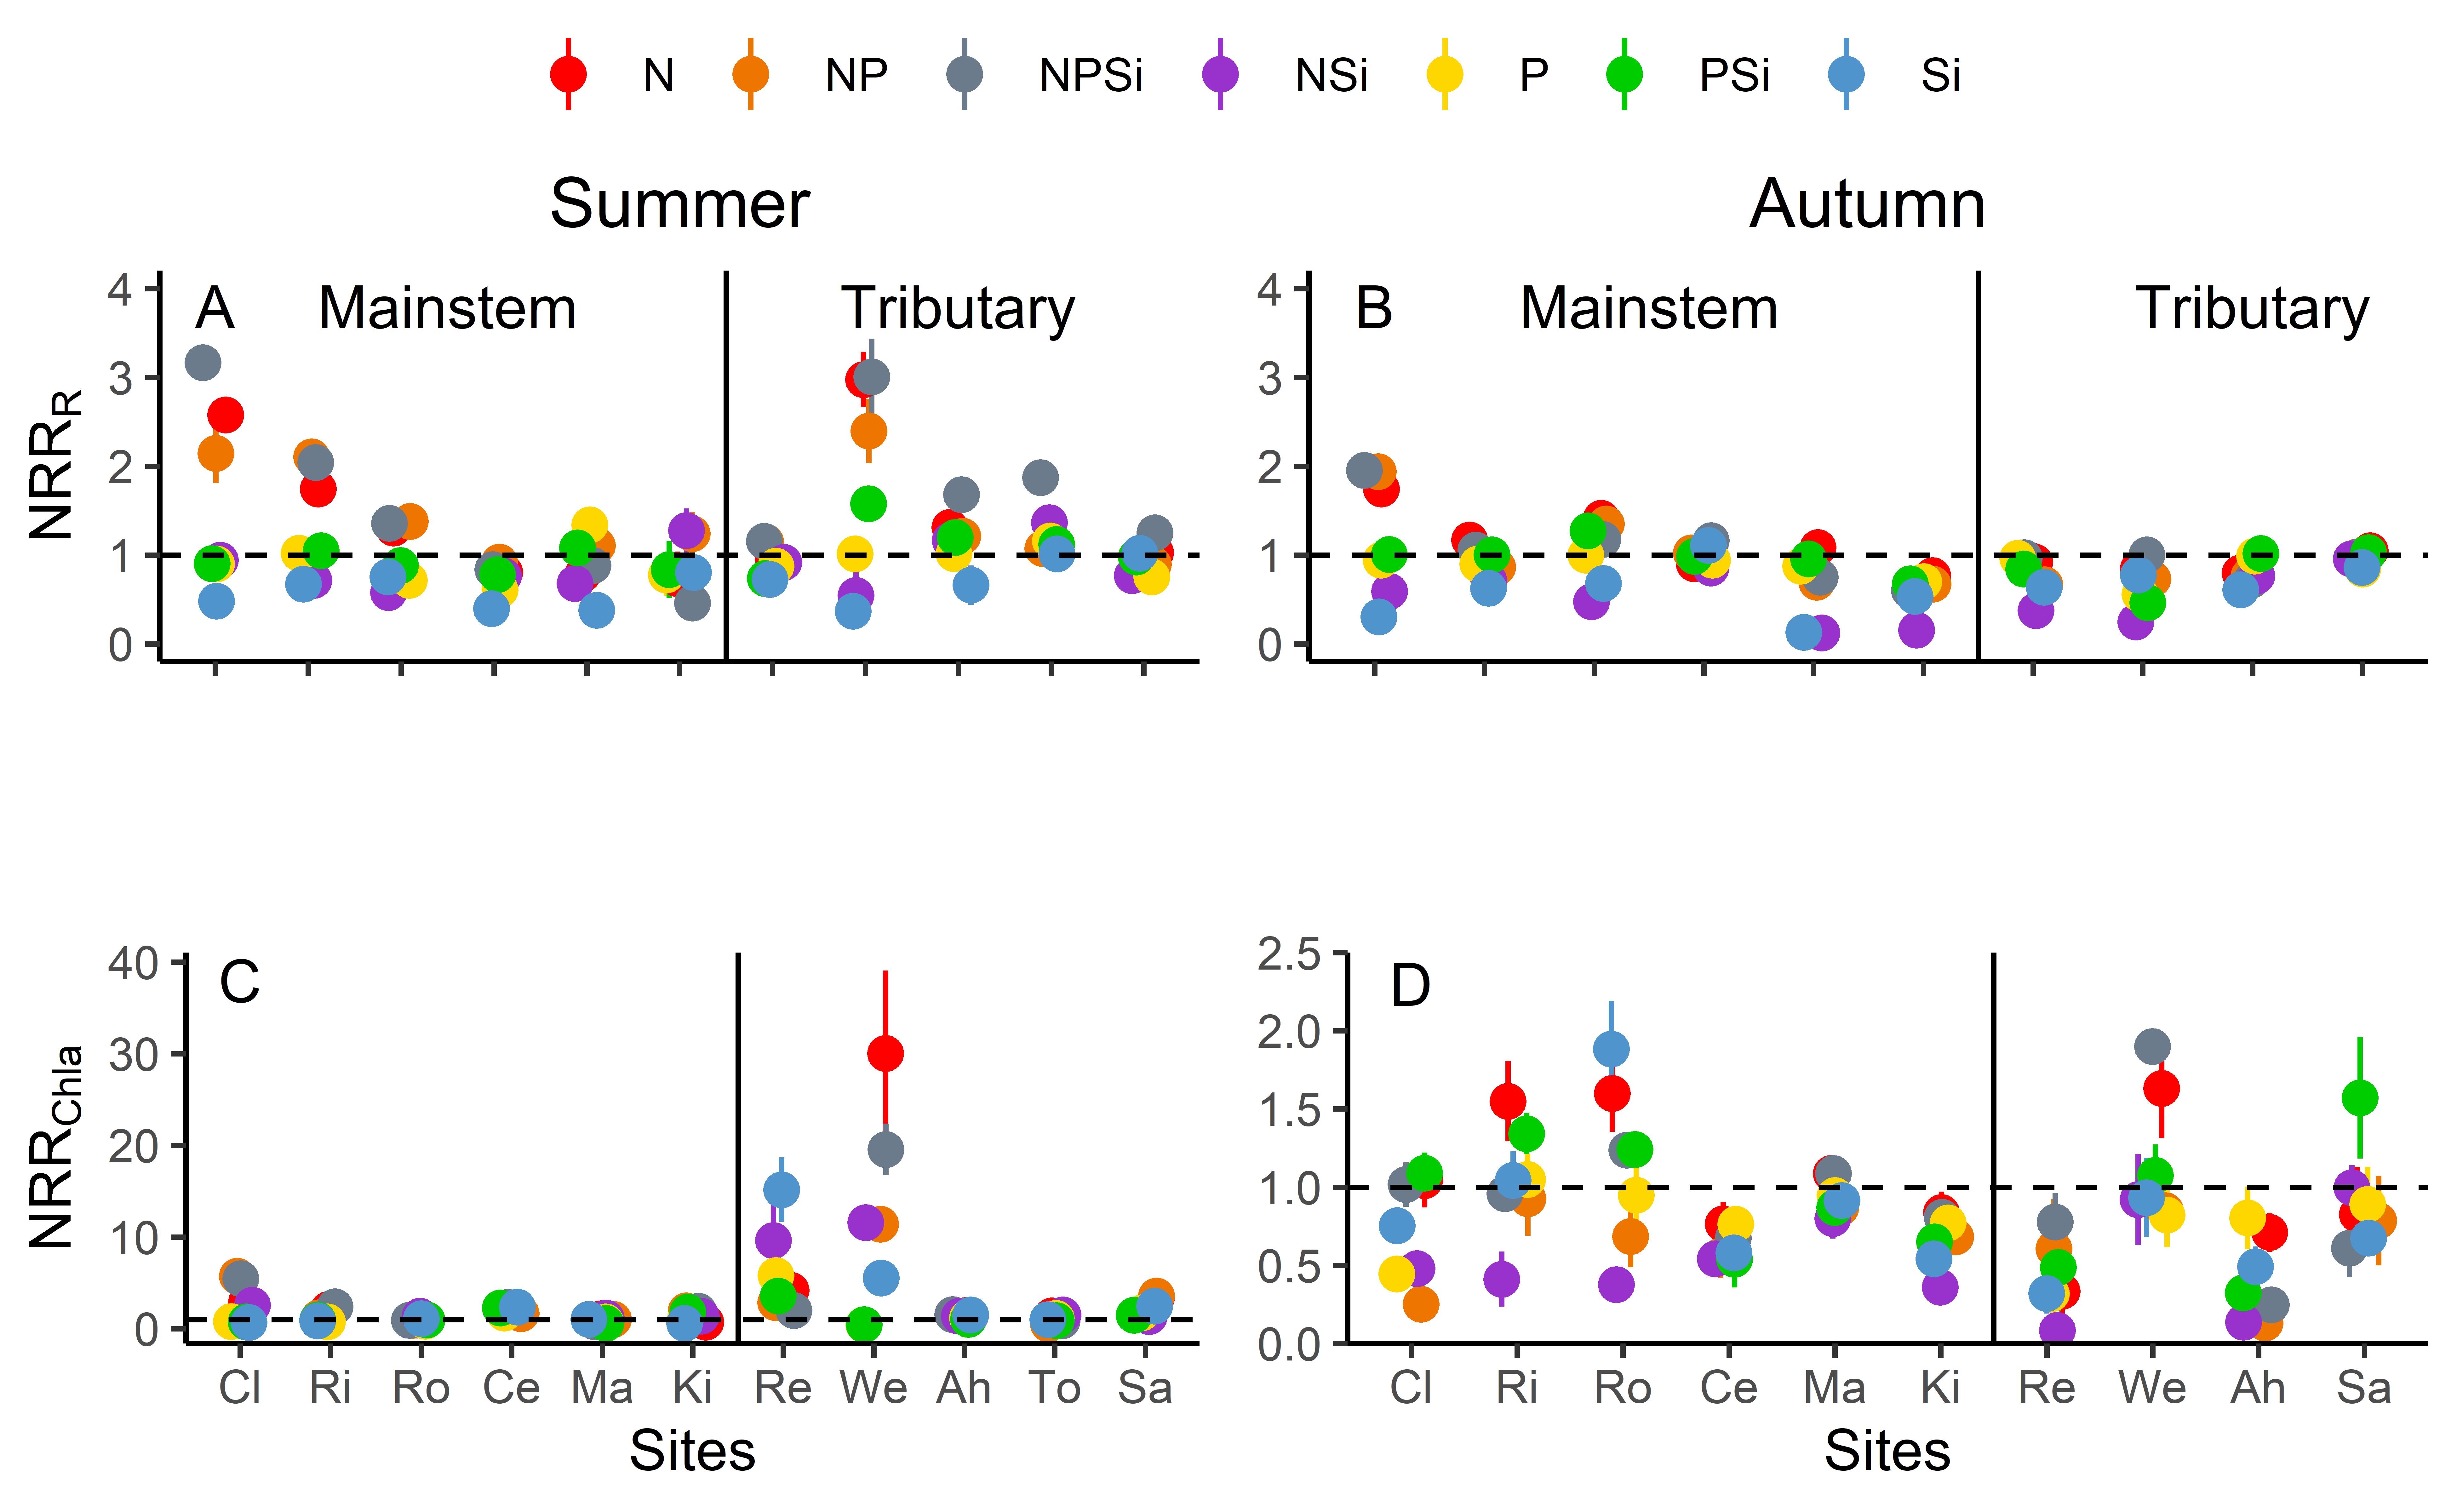 N NP NPSi NSi P PSi Si
Summer Autumn
A Mainstem Tributary
4
3
2
1
0
NRR_R
B Mainstem Tributary
4
3
2
1
0
C
40
30
20
10
0
NRR_Chla
Cl Ri Ro Ce Ma Ki Re We Ah To Sa
Sites
D
2.5
2.0
1.5
1.0
0.5
0.0
Cl Ri Ro Ce Ma Ki Re We Ah Sa
Sites